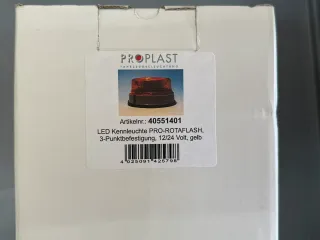 PROPLAST
Artikelnr.: 40551401
LED Kennleuchte PRO-ROTAFLASH,
3-Punktbefestigung, 12/24 Volt, gelb